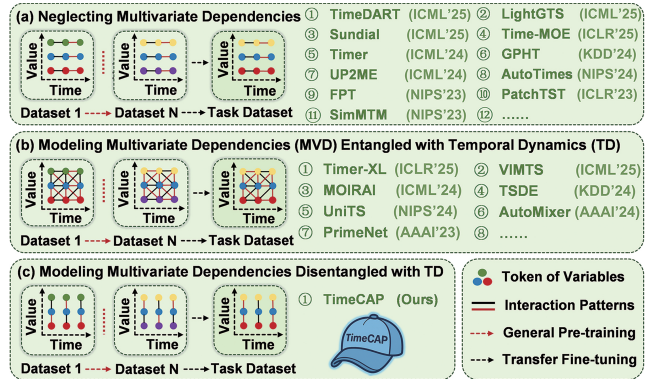 (a) Neglecting Multivariate Dependencies
Value
Time
Value
Time
Value
Time
Dataset 1
Dataset N
Task Dataset
① TimeDART (ICML'25)
② LightGTS (ICML'25)
③ Sundial (ICML'25)
④ Time-MOE (ICLR'25)
⑤ Timer (ICML'24)
⑥ GPHT (KDD'24)
⑦ UP2ME (ICML'24)
⑧ AutoTimes (NIPS'24)
⑨ FPT (NIPS'23)
⑩ PatchTST (ICLR'23)
⑪ SimMTM (NIPS'23)
⑫ ......
(b) Modeling Multivariate Dependencies (MVD) Entangled with Temporal Dynamics (TD)
Value
Time
Value
Time
Value
Time
Dataset 1
Dataset N
Task Dataset
① Timer-XL (ICLR'25)
② VIMTS (ICML'25)
③ MOIRAI (ICML'24)
④ TSDE (KDD'24)
⑤ UniTS (NIPS'24)
⑥ AutoMixer (AAAI'24)
⑦ PrimeNet (AAAI'23)
⑧ ......
(c) Modeling Multivariate Dependencies Disentangled with TD
Value
Time
Value
Time
Value
Time
Dataset 1
Dataset N
Task Dataset
① TimeCAP (Ours)
TimeCAP
Token of Variables
Interaction Patterns
General Pre-training
Transfer Fine-tuning